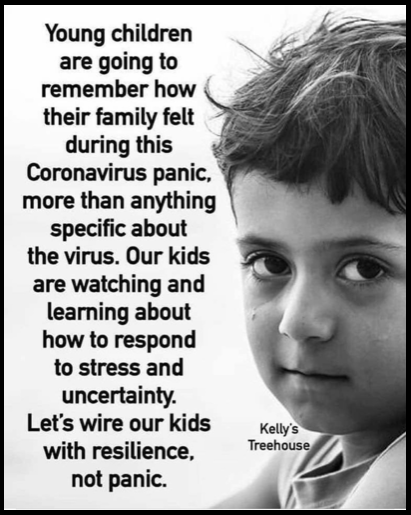 Young children
are going to
remember how
their family felt
during this
Coronavirus panic,
more than anything
specific about
the virus. Our kids
are watching and
learning about
how to respond
to stress and
uncertainty.
Let's wire our kids
with resilience,
not panic.
Kelly's
Treehouse